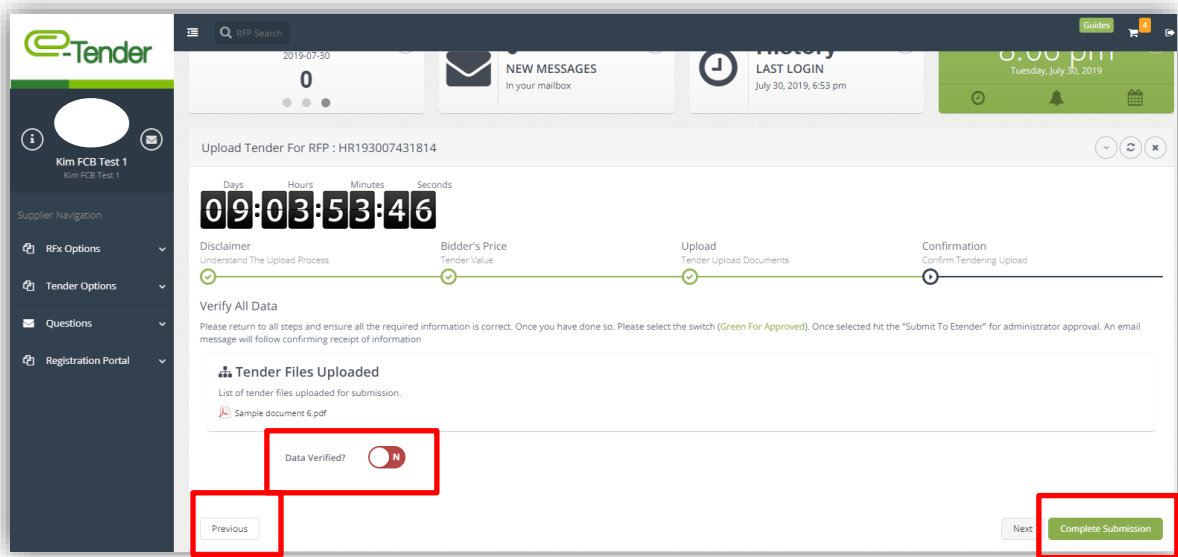 e-Tender
RFP Search
Guides
4
2019-07-30
0
0
NEW MESSAGES
In your mailbox
History
LAST LOGIN
July 30, 2019, 6:53 pm
8:00 pm
Tuesday, July 30, 2019
Kim FCB Test 1
Kim FCB Test 1
Supplier Navigation
RFx Options
Tender Options
Questions
Registration Portal
Upload Tender For RFP : HR193007431814
Days Hours Minutes Seconds
09:03:53:46
Disclaimer
Understand The Upload Process
Bidder's Price
Tender Value
Upload
Tender Upload Documents
Confirmation
Confirm Tendering Upload
Verify All Data
Please return to all steps and ensure all the required information is correct. Once you have done so. Please select the switch (Green For Approved). Once selected hit the "Submit To Etender" for administrator approval. An email
message will follow confirming receipt of information
Tender Files Uploaded
List of tender files uploaded for submission.
Sample document 6.pdf
Data Verified? N
Previous
Next
Complete Submission